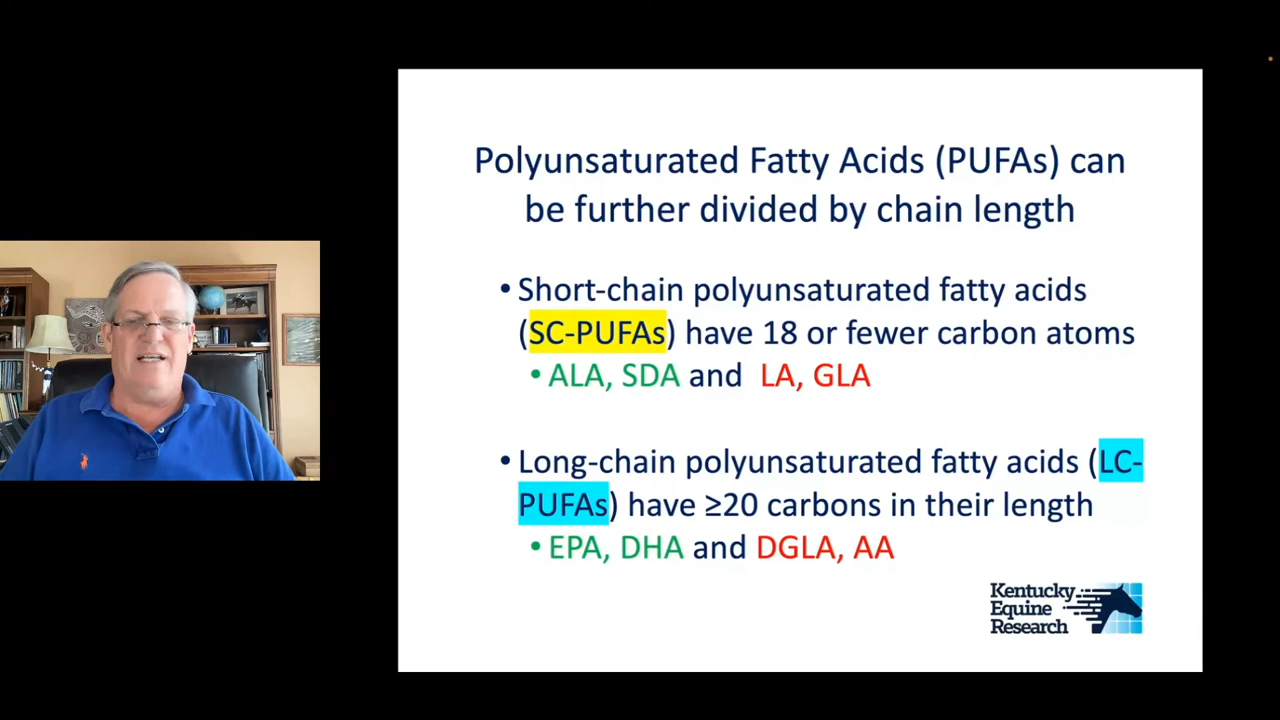 Polyunsaturated Fatty Acids (PUFAs) can
be further divided by chain length
• Short-chain polyunsaturated fatty acids
(SC-PUFAs) have 18 or fewer carbon atoms
• ALA, SDA and LA, GLA
• Long-chain polyunsaturated fatty acids (LC-
PUFAs) have ≥20 carbons in their length
• EPA, DHA and DGLA, AA
Kentucky
Equine
Research